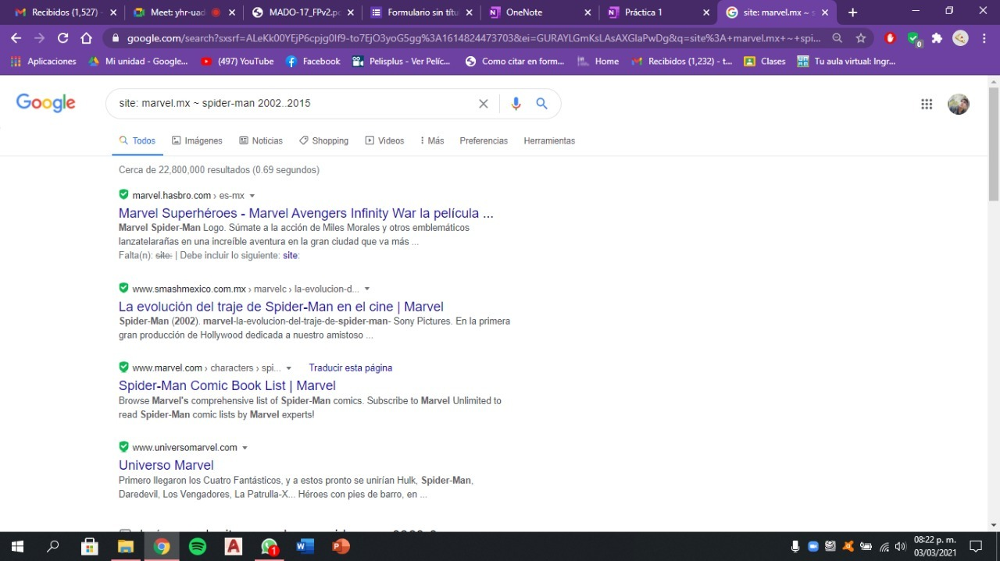 Recibidos (1,527) -
Meet: yhr-uad
MADO-17_FPv2.pd
Formulario sin títu
OneNote
Práctica 1
site: marvel.mx ~ s
google.com/search?sxsrf=ALeKk00YEjP6cpjg0If9-to7EjO3yoG5gg%3A1614824473703&ei=GURAYLGmKsLAsAXGlaPwDg&q=site%3A+marvel.mx+~+spi...
Aplicaciones
Mi unidad - Google...
(497) YouTube
Facebook
Pelisplus - Ver Pelíc...
Como citar en form...
Home
Recibidos (1,232) - t...
Clases
Tu aula virtual: Ingr...
Google
site: marvel.mx ~ spider-man 2002..2015
Todos
Imágenes
Noticias
Shopping
Videos
Más
Preferencias
Herramientas
Cerca de 22,800,000 resultados (0.69 segundos)
marvel.hasbro.com › es-mx
Marvel Superhéroes - Marvel Avengers Infinity War la película ...
Marvel Spider-Man Logo. Súmate a la acción de Miles Morales y otros emblemáticos
lanzatelarañas en una increíble aventura en la gran ciudad que va más ...
Falta(n): site: | Debe incluir lo siguiente: site:
www.smashmexico.com.mx › marvelc › la-evolucion-d...
La evolución del traje de Spider-Man en el cine | Marvel
Spider-Man (2002). marvel-la-evolucion-del-traje-de-spider-man- Sony Pictures. En la primera
gran producción de Hollywood dedicada a nuestro amistoso ...
www.marvel.com › characters › spi...
Traducir esta página
Spider-Man Comic Book List | Marvel
Browse Marvel's comprehensive list of Spider-Man comics. Subscribe to Marvel Unlimited to
read Spider-Man comic lists by Marvel experts!
www.universomarvel.com
Universo Marvel
Primero llegaron los Cuatro Fantásticos, y a estos pronto se unirían Hulk, Spider-Man,
Daredevil, Los Vengadores, La Patrulla-X... Héroes con pies de barro, en ...
08:22 p. m.
03/03/2021